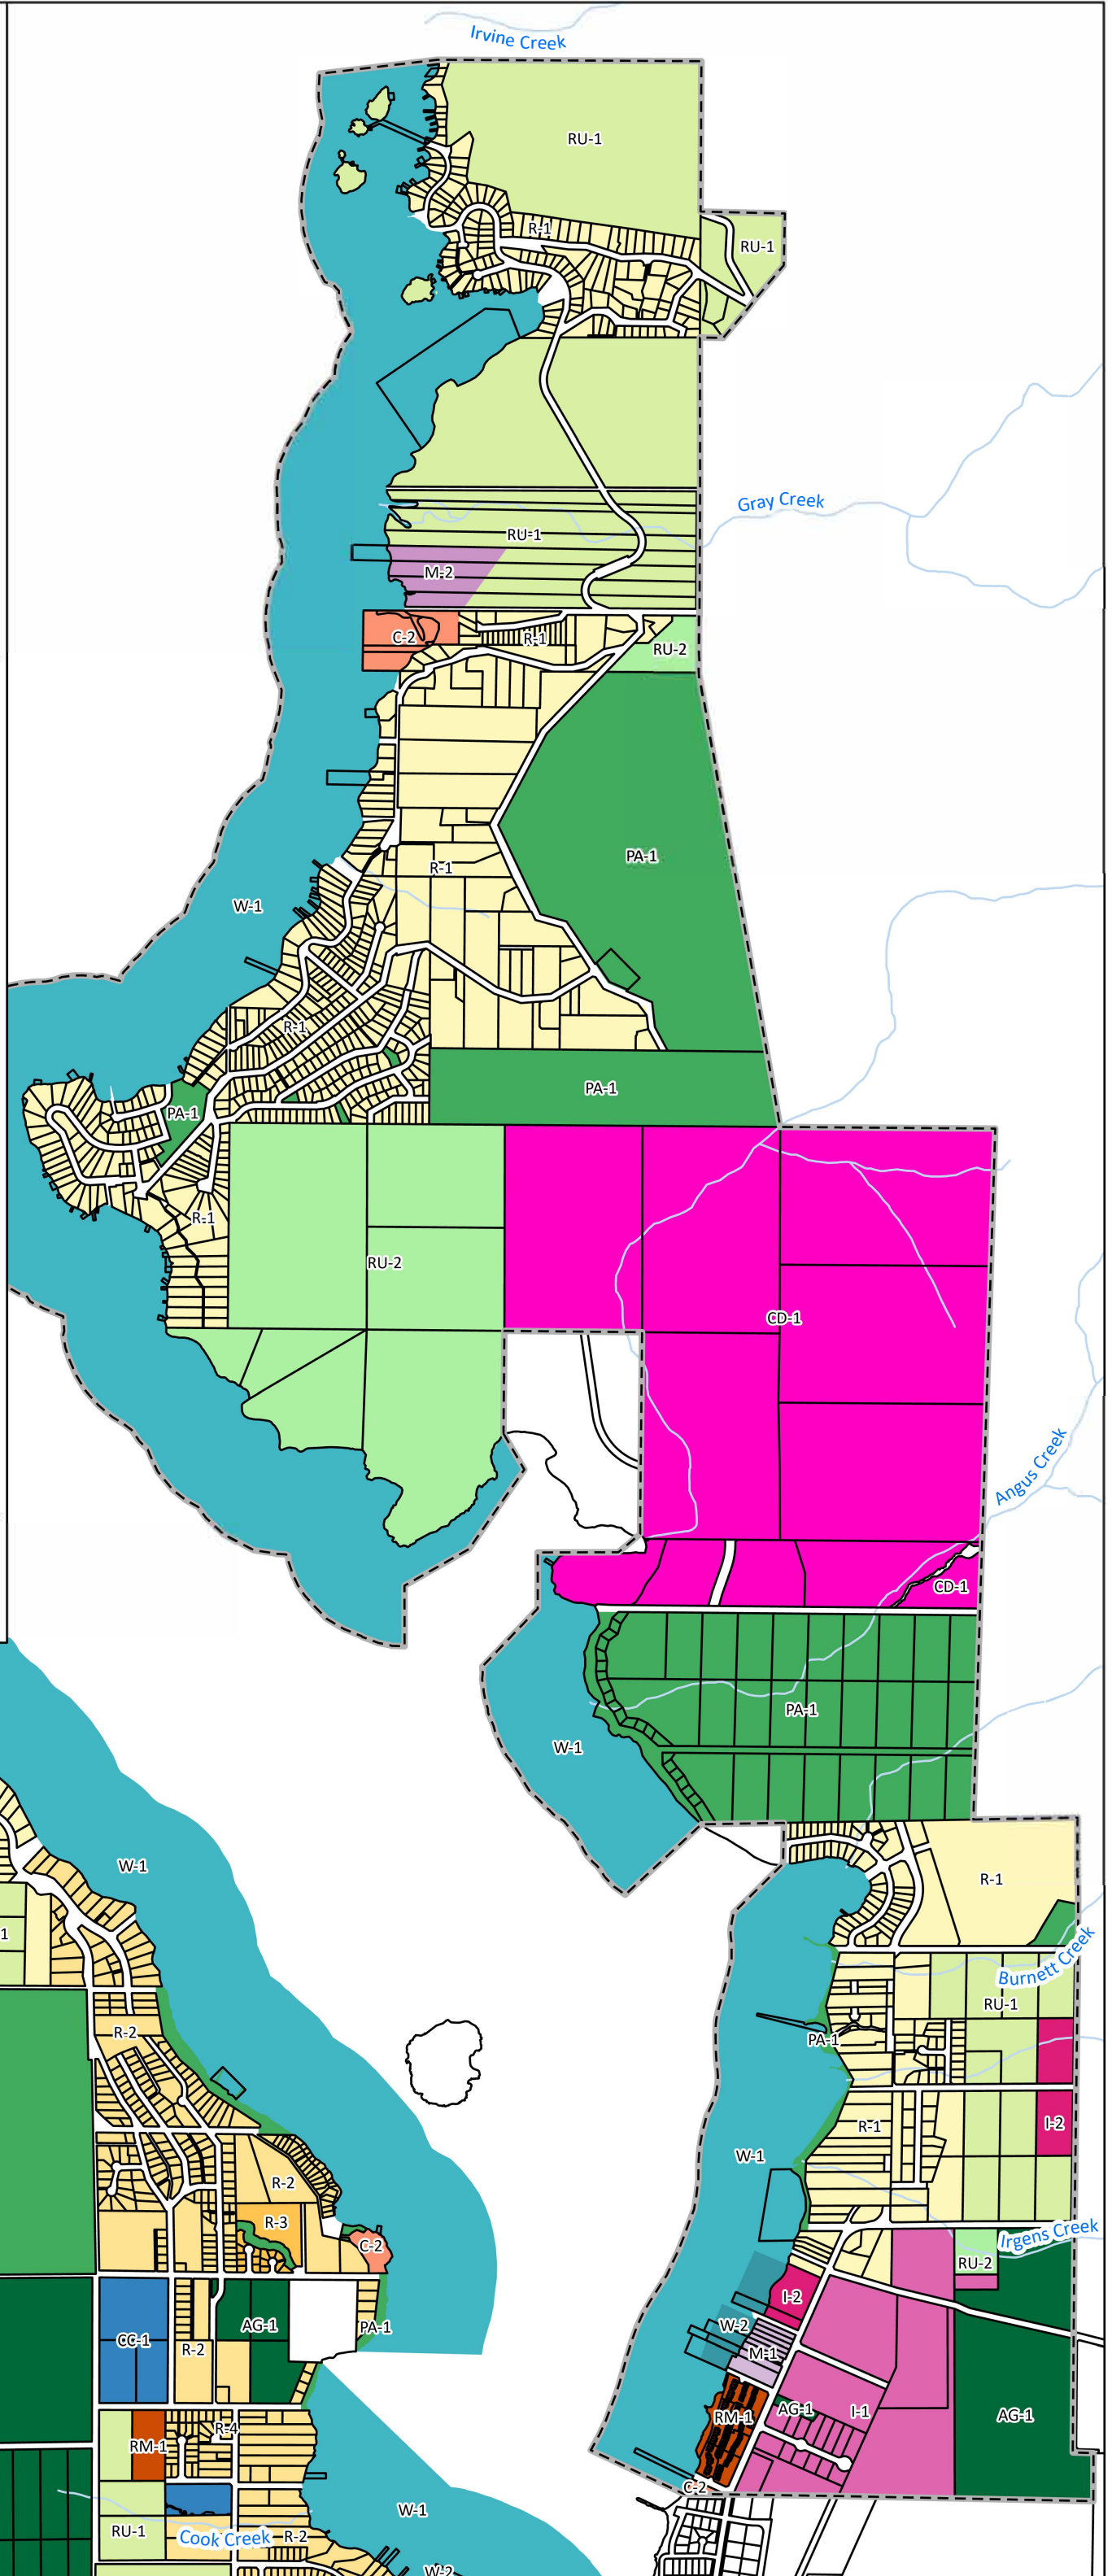 Irvine Creek
RU-1
R-1
RU-1
Gray Creek
RU-1
M-2
C-2
R-1
RU-2
PA-1
R-1
W-1
R-1
PA-1
PA-1
R-1
RU-2
CD-1
Angus Creek
CD-1
PA-1
W-1
W-1
R-1
1
Burnett Creek
RU-1
R-2
PA-1
I-2
R-1
W-1
R-2
R-3
Irgens Creek
C-2
RU-2
I-2
AG-1
PA-1
W-2
CC-1
R-2
M-1
AG-1
I-1
RM-1
AG-1
R-4
RM-1
C-2
W-1
RU-1
Cook Creek
R-2
W-2